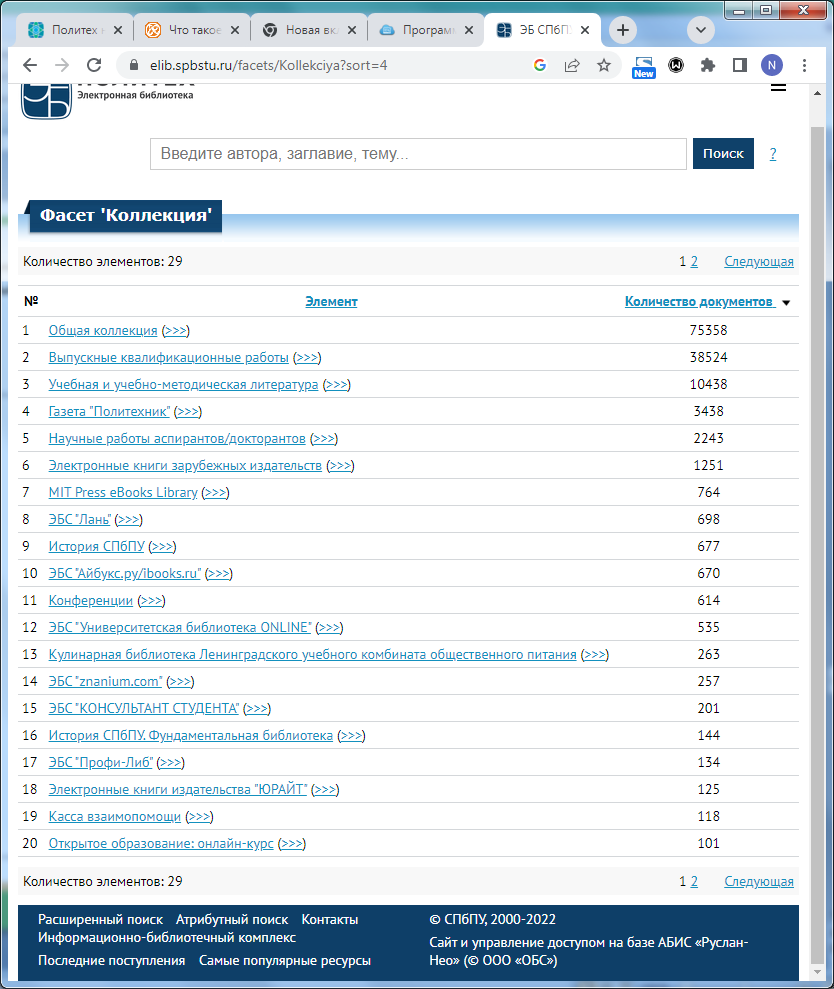 Политех
Что такое
Новая вкл
Програм
ЭБ СПбП
elib.spbstu.ru/facets/Kollekciya?sort=4
New
N
ПОЛИТЕХ
Электронная библиотека
Введите автора, заглавие, тему...
Поиск
?
Фасет 'Коллекция'
Количество элементов: 29
1 2 Следующая
№ Элемент Количество документов
1 Общая коллекция (>>>) 75358
2 Выпускные квалификационные работы (>>>) 38524
3 Учебная и учебно-методическая литература (>>>) 10438
4 Газета "Политехник" (>>>) 3438
5 Научные работы аспирантов/докторантов (>>>) 2243
6 Электронные книги зарубежных издательств (>>>) 1251
7 MIT Press eBooks Library (>>>) 764
8 ЭБС "Лань" (>>>) 698
9 История СПбПУ (>>>) 677
10 ЭБС "Айбукс.ру/ibooks.ru" (>>>) 670
11 Конференции (>>>) 614
12 ЭБС "Университетская библиотека ONLINE" (>>>) 535
13 Кулинарная библиотека Ленинградского учебного комбината общественного питания (>>>) 263
14 ЭБС "znanium.com" (>>>) 257
15 ЭБС "КОНСУЛЬТАНТ СТУДЕНТА" (>>>) 201
16 История СПбПУ. Фундаментальная библиотека (>>>) 144
17 ЭБС "Профи-Либ" (>>>) 134
18 Электронные книги издательства "ЮРАЙТ" (>>>) 125
19 Касса взаимопомощи (>>>) 118
20 Открытое образование: онлайн-курс (>>>) 101
Количество элементов: 29
1 2 Следующая
Расширенный поиск Атрибутный поиск Контакты
Информационно-библиотечный комплекс
Последние поступления Самые популярные ресурсы
© СПбПУ, 2000-2022
Сайт и управление доступом на базе АБИС «Руслан-
Нео» (© ООО «ОБС»)